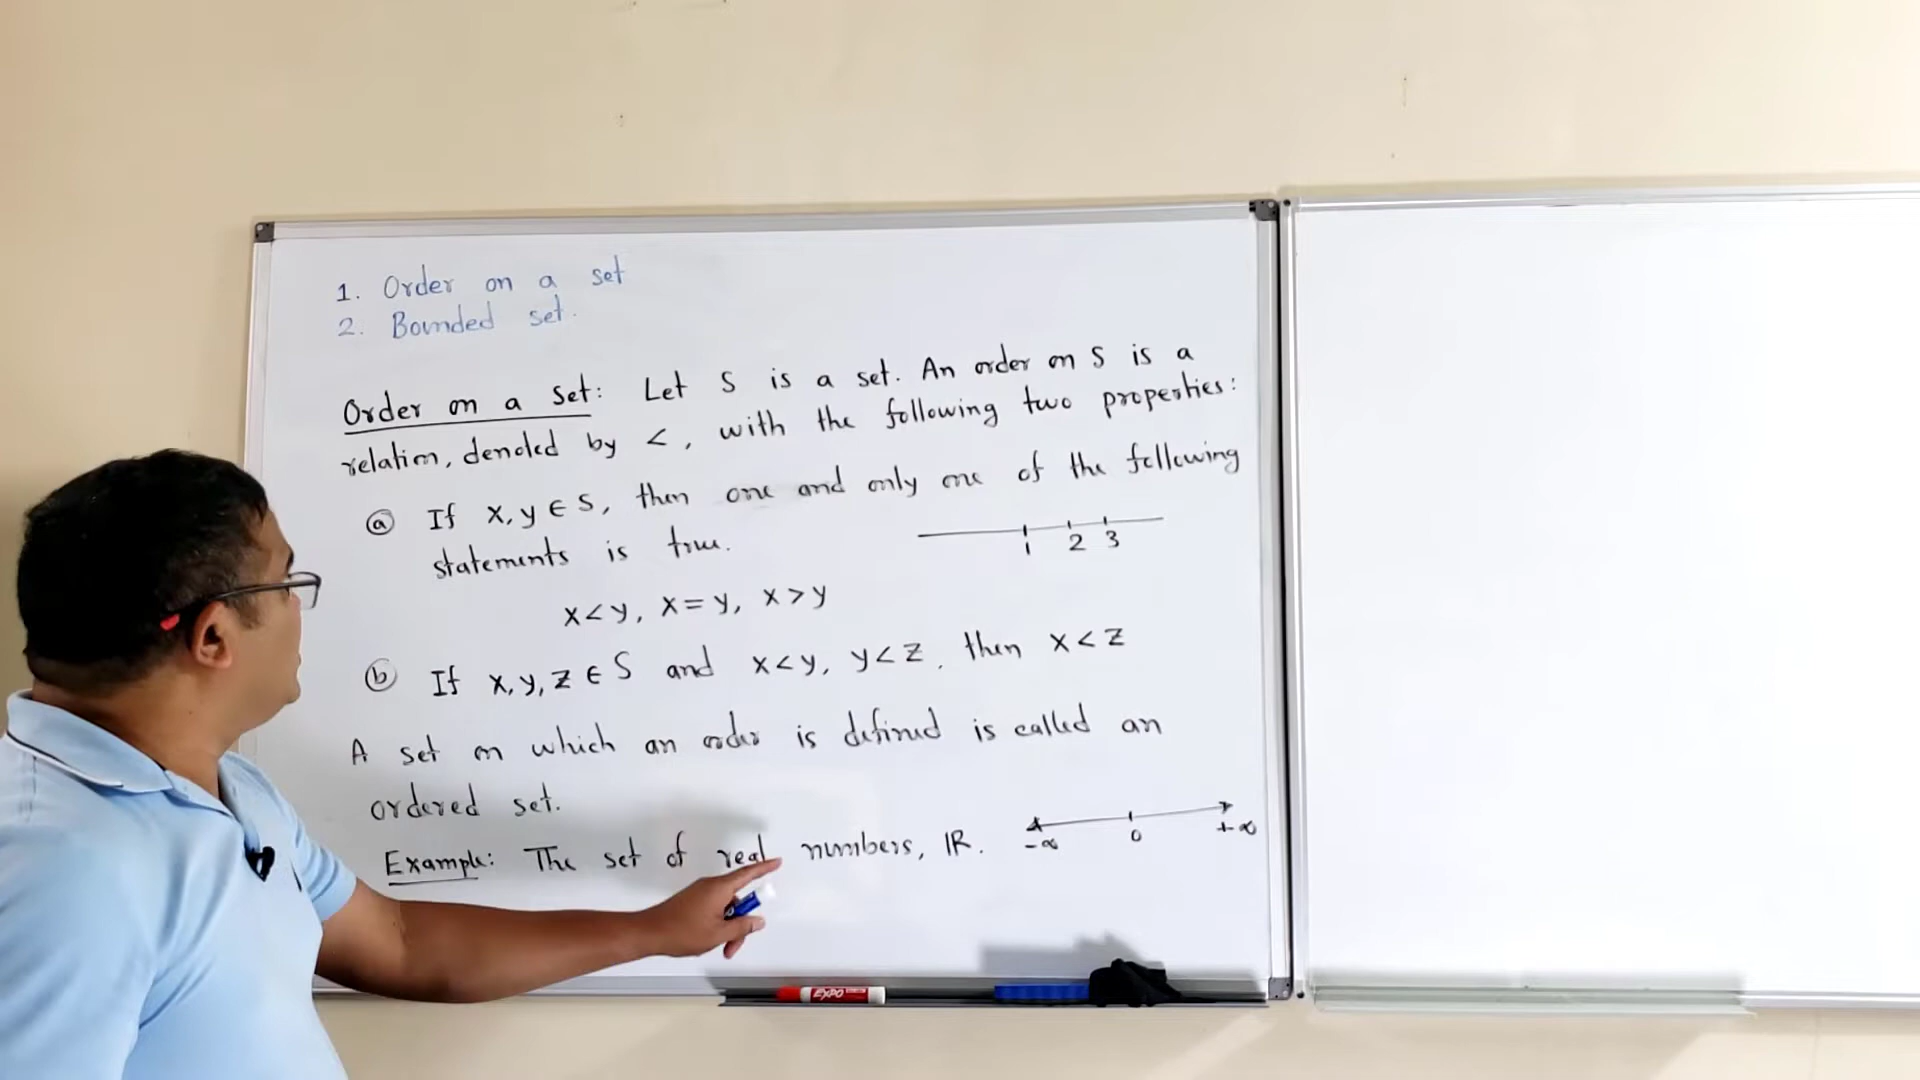 1. Order on a set
2. Bounded set.
Order on a set: Let S is a set. An order on S is a
relation, denoted by <, with the following two properties:
ⓐ If x, y ∈ S, then one and only one of the following
statements is true.
1 2 3
x<y, x=y, x>y
ⓑ If x, y, z ∈ S and x<y, y<z, then x<z
A set on which an order is defined is called an
ordered set.
Example: The set of real numbers, ℝ.
-∞ 0 +∞
EXPO